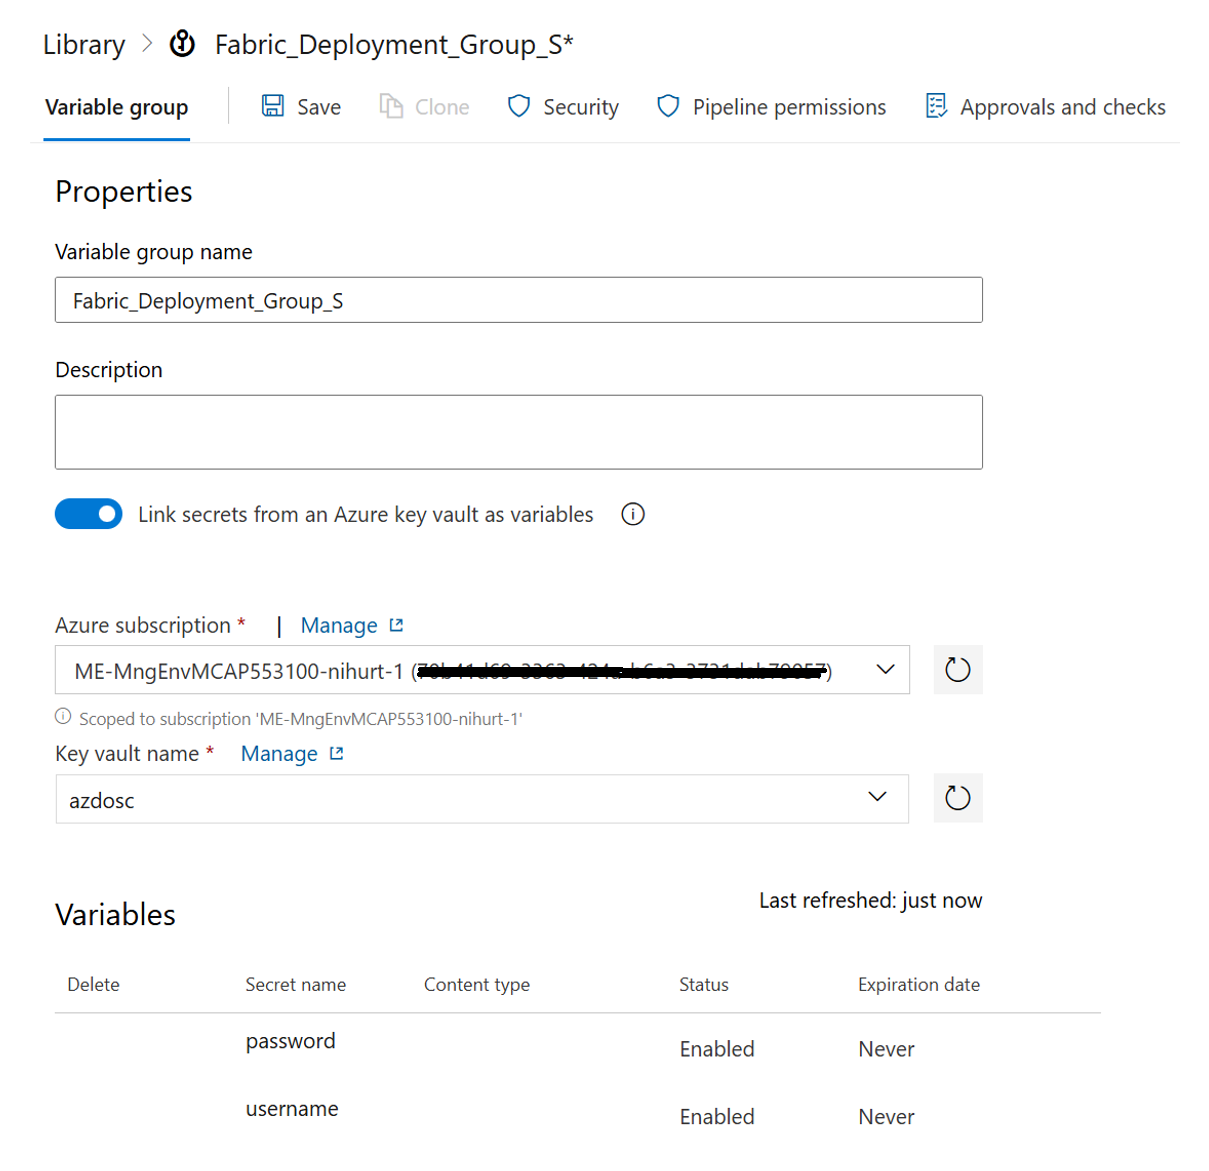 Library > Fabric_Deployment_Group_S*
Variable group Save Clone Security Pipeline permissions Approvals and checks
Properties
Variable group name
Fabric_Deployment_Group_S
Description
Link secrets from an Azure key vault as variables
Azure subscription * | Manage
ME-MngEnvMCAP553100-nihurt-1 ( )
Scoped to subscription 'ME-MngEnvMCAP553100-nihurt-1'
Key vault name * Manage
azdosc
Variables
Last refreshed: just now
Delete Secret name Content type Status Expiration date
password Enabled Never
username Enabled Never